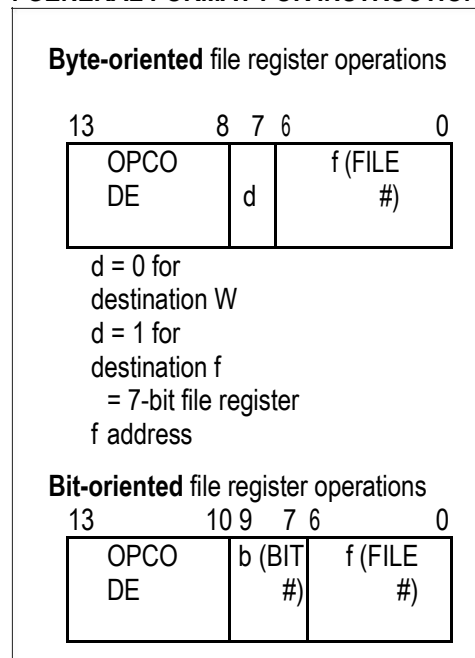 Byte-oriented file register operations
13 8 7 6 0
OPCO
DE d f (FILE
#)
d = 0 for
destination W
d = 1 for
destination f
= 7-bit file register
f address
Bit-oriented file register operations
13 10 9 7 6 0
OPCO b (BIT f (FILE
DE #) #)